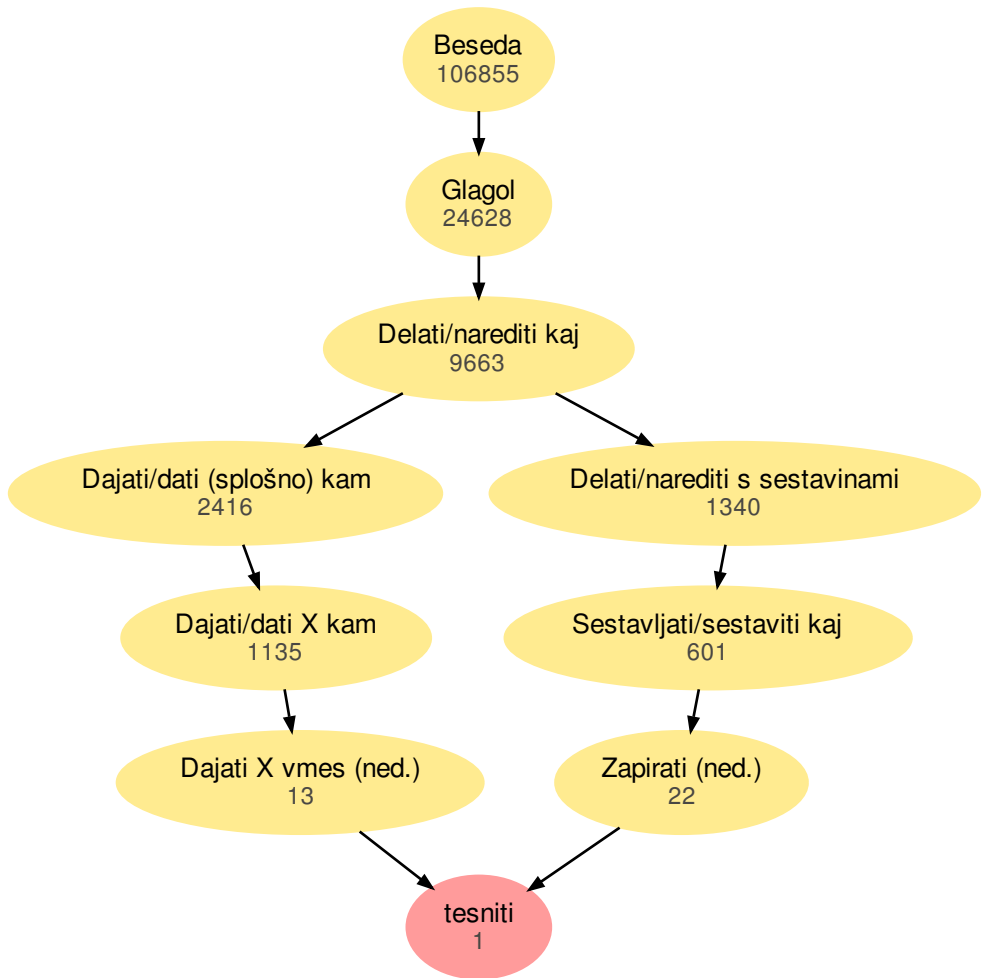 Beseda
106855
Glagol
24628
Delati/narediti kaj
9663
Dajati/dati (splošno) kam
2416
Delati/narediti s sestavinami
1340
Dajati/dati X kam
1135
Sestavljati/sestaviti kaj
601
Dajati X vmes (ned.)
13
Zapirati (ned.)
22
tesniti
1